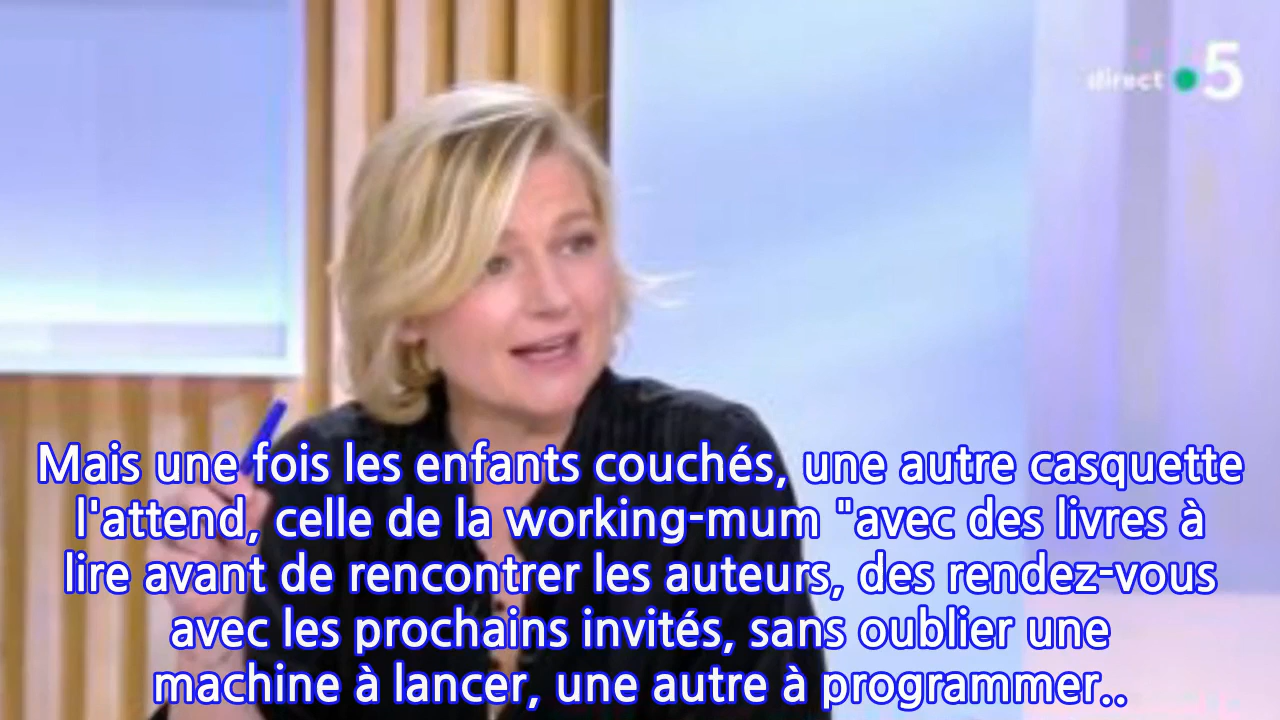 direct 5
Mais une fois les enfants couchés, une autre casquette
l'attend, celle de la working-mum "avec des livres à
lire avant de rencontrer les auteurs, des rendez-vous
avec les prochains invités, sans oublier une
machine à lancer, une autre à programmer..